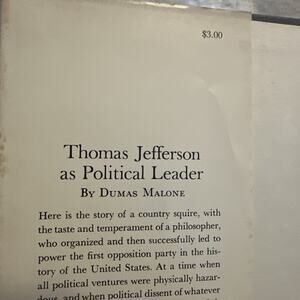 $3.00
Thomas Jefferson
as Political Leader
By Dumas Malone
Here is the story of a country squire, with
the taste and temperament of a philosopher,
who organized and then successfully led to
power the first opposition party in the his-
tory of the United States. At a time when
all political ventures were physically hazar-
dous, and when political dissent of whatever